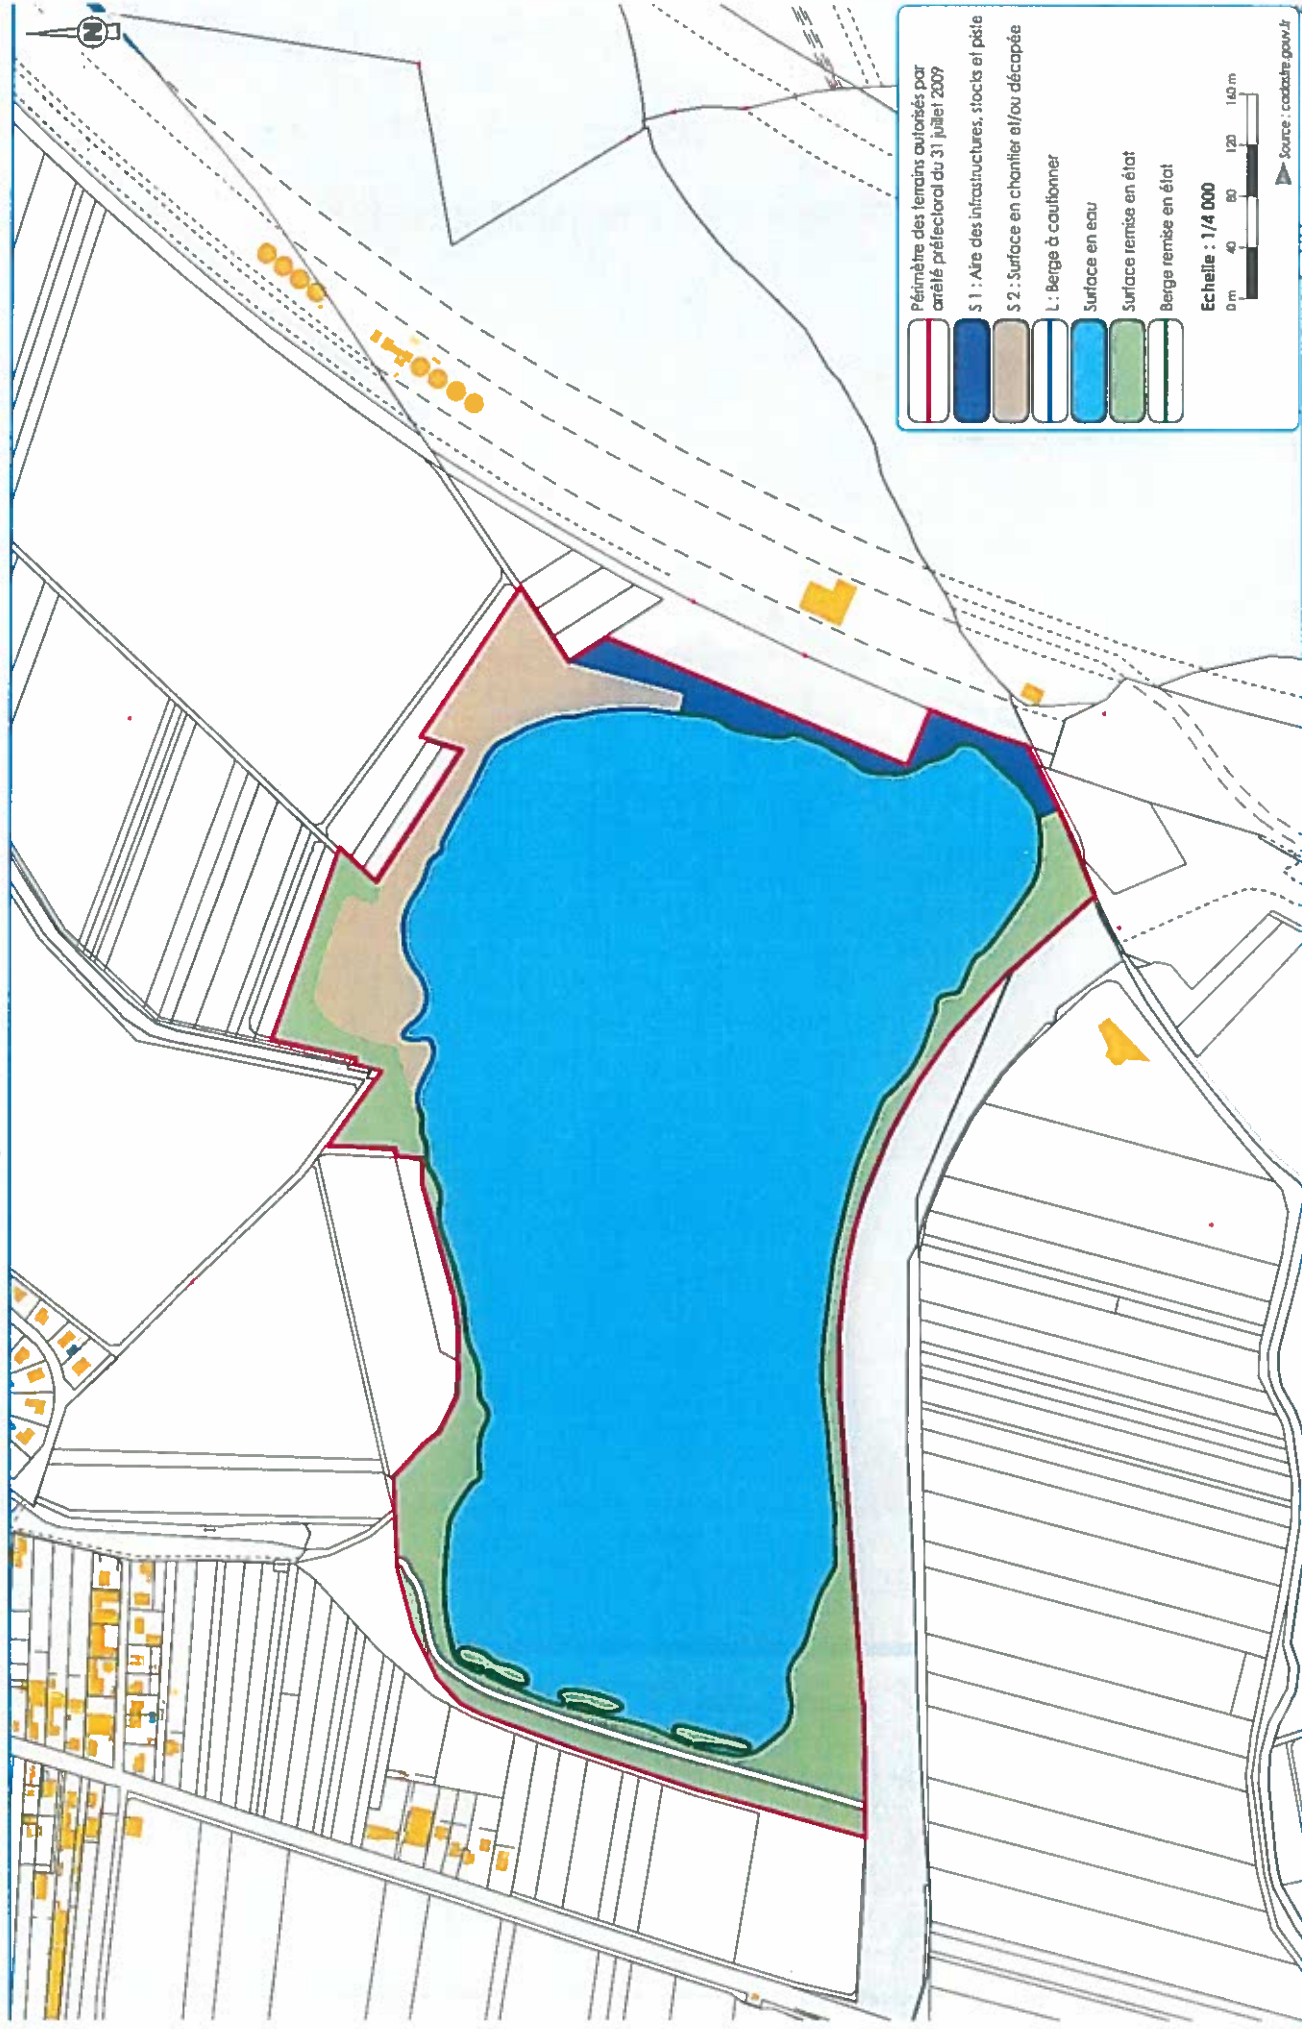 N
Périmètre des terrains autorisés par
arrêté préfectoral du 31 juillet 2009
S 1 : Aire des infrastructures, stocks et piste
S 2 : Surface en chantier et/ou décapée
L : Berge à cautionner
Surface en eau
Surface remise en état
Berge remise en état
Echelle : 1/4 000
0 m 40 80 120 160 m
Source : cadastre.gouv.fr